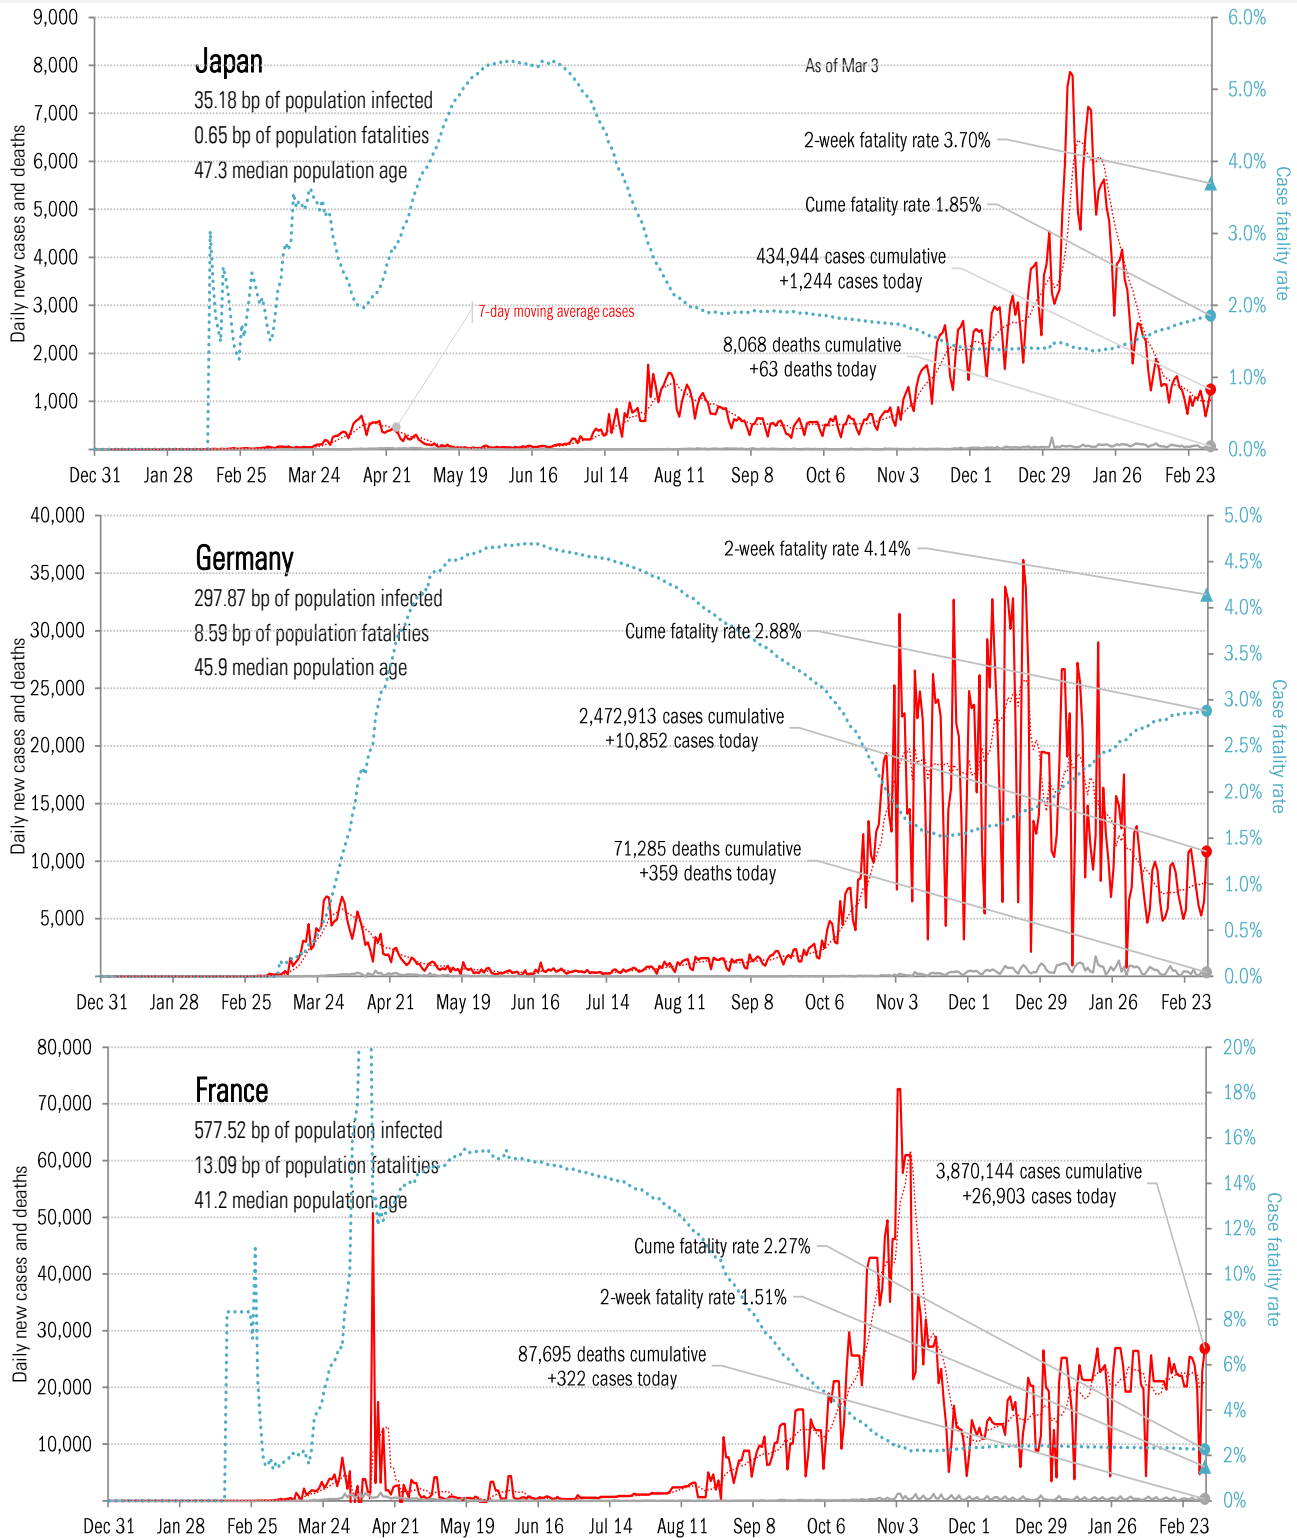 9,000
8,000
7,000
6,000
5,000
4,000
3,000
2,000
1,000
Daily new cases and deaths
Japan
35.18 bp of population infected
0.65 bp of population fatalities
47.3 median population age
As of Mar 3
2-week fatality rate 3.70%
Cume fatality rate 1.85%
434,944 cases cumulative
+1,244 cases today
7-day moving average cases
8,068 deaths cumulative
+63 deaths today
6.0%
5.0%
4.0%
3.0%
2.0%
1.0%
0.0%
Case fatality rate
Dec 31 Jan 28 Feb 25 Mar 24 Apr 21 May 19 Jun 16 Jul 14 Aug 11 Sep 8 Oct 6 Nov 3 Dec 1 Dec 29 Jan 26 Feb 23
40,000
35,000
30,000
25,000
20,000
15,000
10,000
5,000
Daily new cases and deaths
Germany
297.87 bp of population infected
8.59 bp of population fatalities
45.9 median population age
2-week fatality rate 4.14%
Cume fatality rate 2.88%
2,472,913 cases cumulative
+10,852 cases today
71,285 deaths cumulative
+359 deaths today
5.0%
4.5%
4.0%
3.5%
3.0%
2.5%
2.0%
1.5%
1.0%
0.5%
0.0%
Case fatality rate
Dec 31 Jan 28 Feb 25 Mar 24 Apr 21 May 19 Jun 16 Jul 14 Aug 11 Sep 8 Oct 6 Nov 3 Dec 1 Dec 29 Jan 26 Feb 23
80,000
70,000
60,000
50,000
40,000
30,000
20,000
10,000
Daily new cases and deaths
France
577.52 bp of population infected
13.09 bp of population fatalities
41.2 median population age
3,870,144 cases cumulative
+26,903 cases today
Cume fatality rate 2.27%
2-week fatality rate 1.51%
87,695 deaths cumulative
+322 cases today
20%
18%
16%
14%
12%
10%
8%
6%
4%
2%
0%
Case fatality rate
Dec 31 Jan 28 Feb 25 Mar 24 Apr 21 May 19 Jun 16 Jul 14 Aug 11 Sep 8 Oct 6 Nov 3 Dec 1 Dec 29 Jan 26 Feb 23